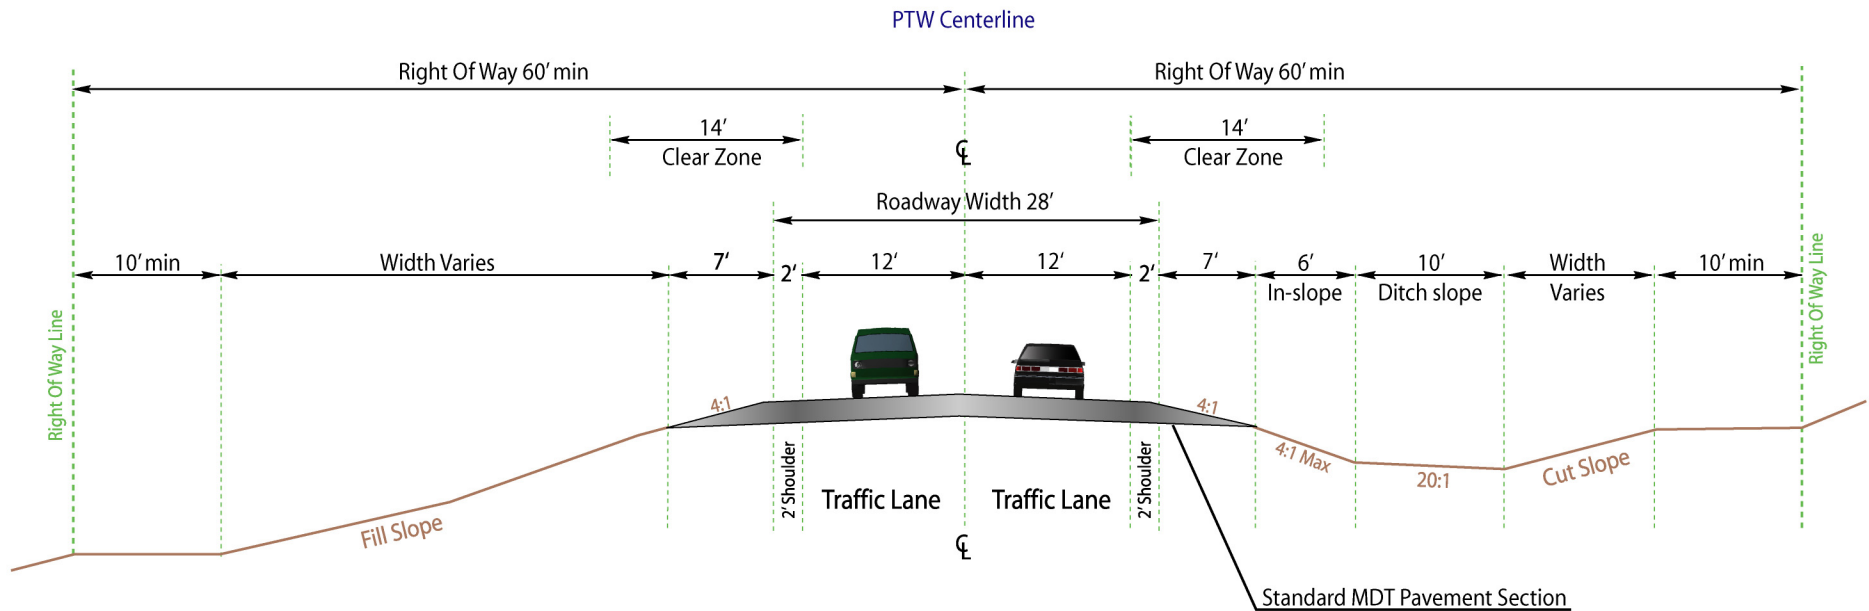 PTW Centerline
Right Of Way 60' min
Right Of Way 60' min
14'
Clear Zone
℄
14'
Clear Zone
Roadway Width 28'
10' min
Width Varies
7'
2'
12'
12'
2'
7'
6'
In-slope
10'
Ditch slope
Width
Varies
10' min
Right Of Way Line
Right Of Way Line
4:1
4:1
4:1 Max
20:1
Cut Slope
Fill Slope
2' Shoulder
Traffic Lane
Traffic Lane
2' Shoulder
℄
Standard MDT Pavement Section